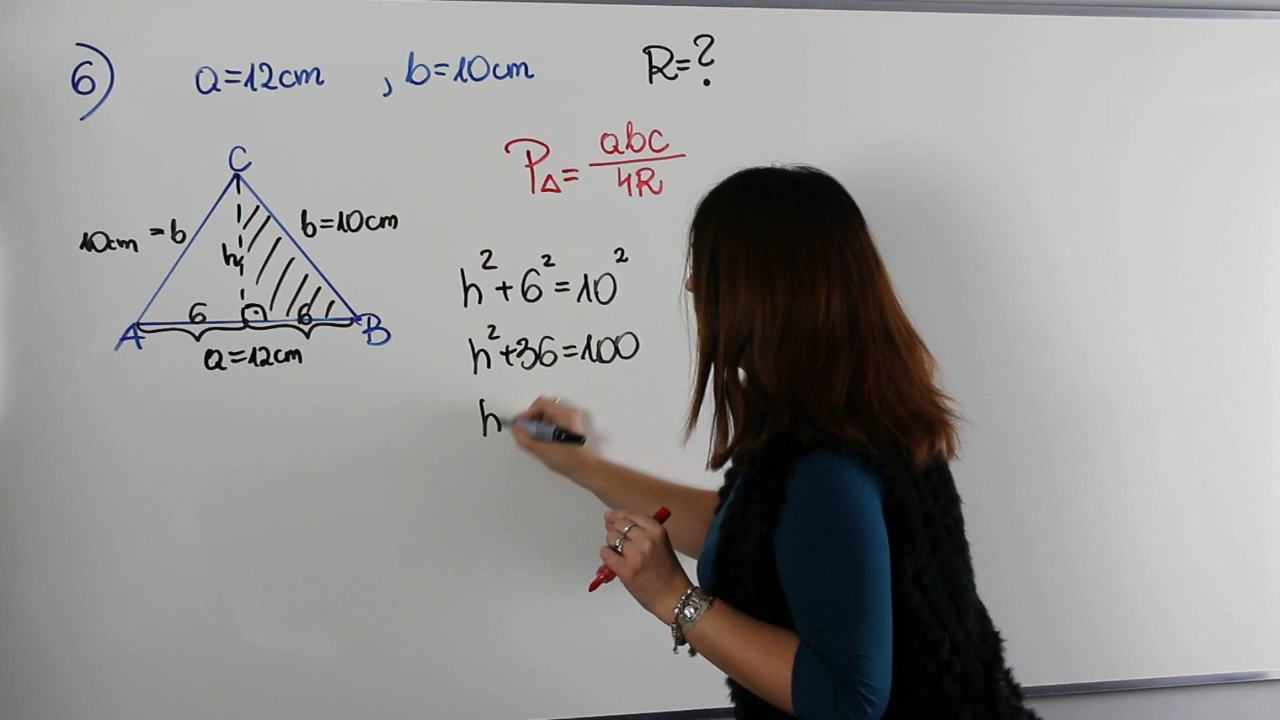 6) a=12cm , b=10cm R=?
P△= abc / 4R
C
10cm =b b=10cm
h
6 6
A B
a=12cm
h²+6²=10²
h²+36=100
h